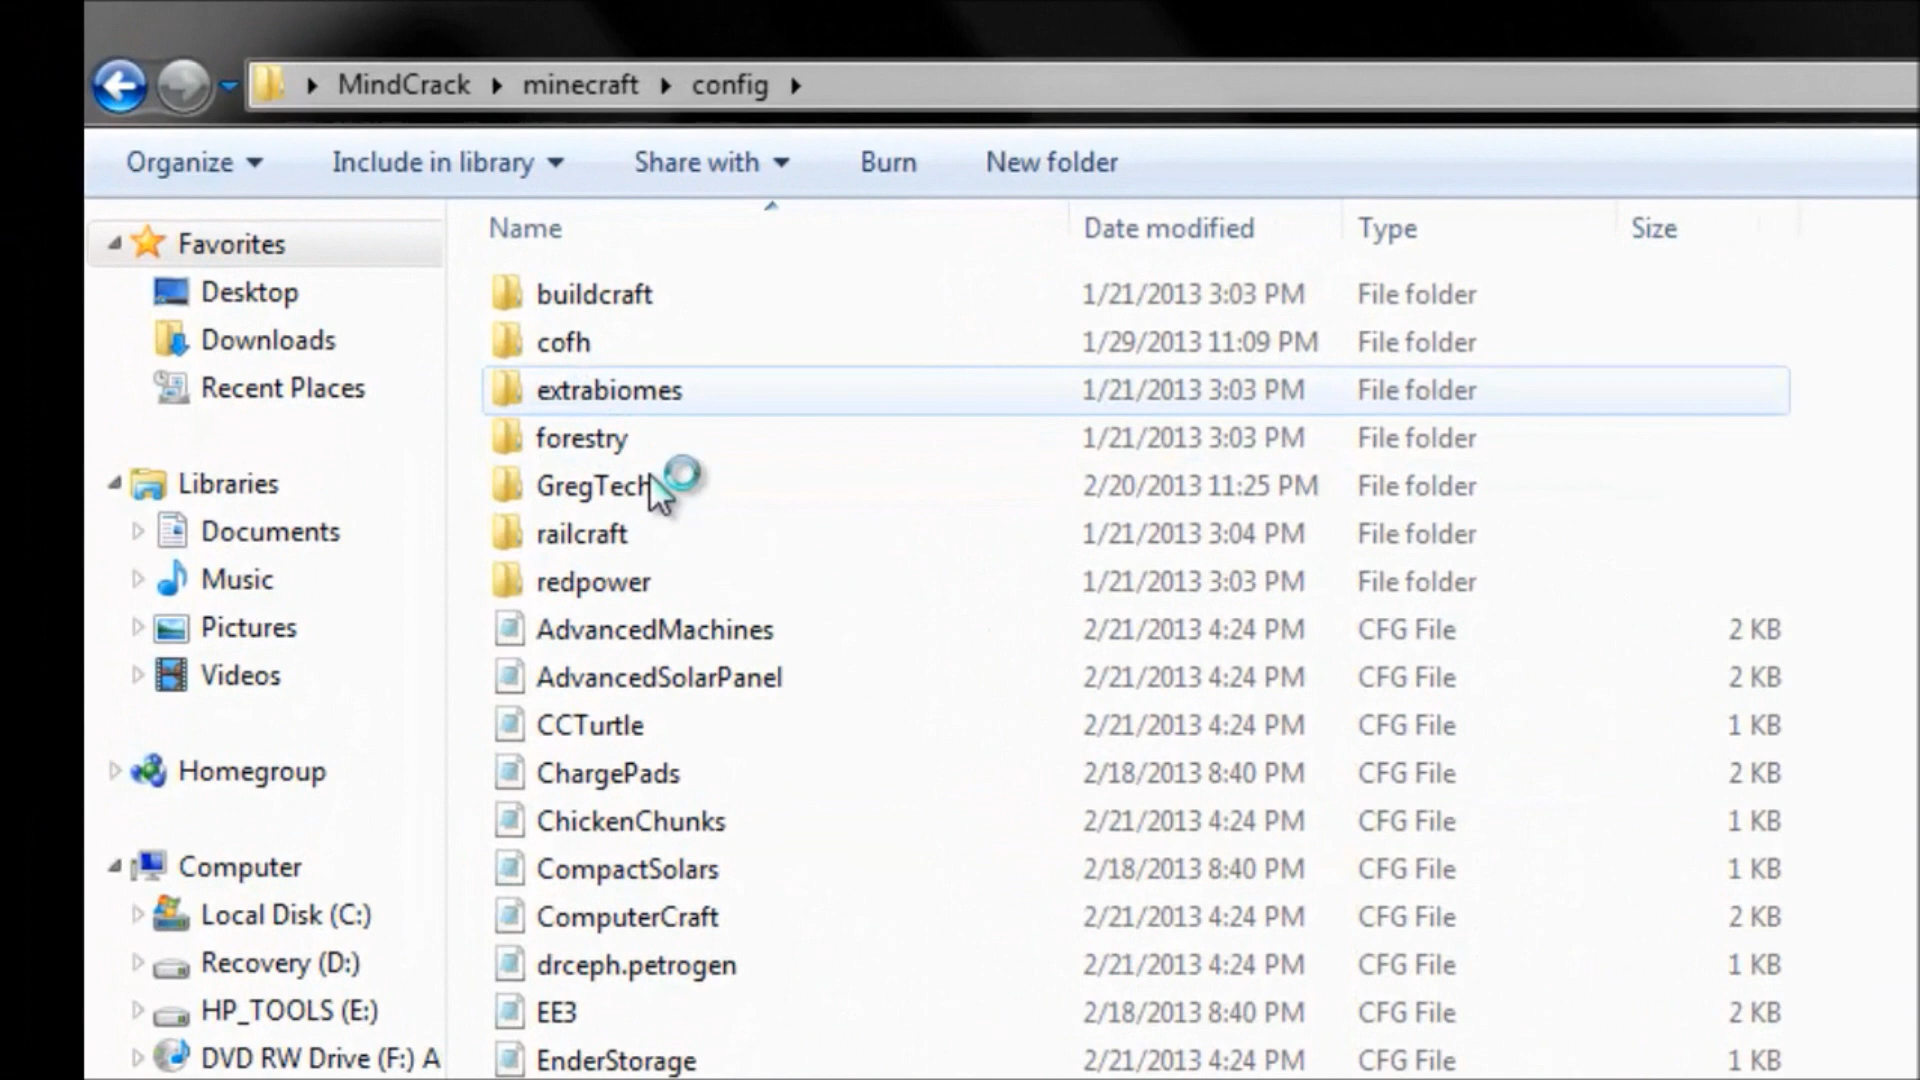 MindCrack minecraft config
Organize Include in library Share with Burn New folder
Name Date modified Type Size
Favorites
Desktop
Downloads
Recent Places
Libraries
Documents
Music
Pictures
Videos
Homegroup
Computer
Local Disk (C:)
Recovery (D:)
HP_TOOLS (E:)
DVD RW Drive (F:) A
buildcraft 1/21/2013 3:03 PM File folder
cofh 1/29/2013 11:09 PM File folder
extrabiomes 1/21/2013 3:03 PM File folder
forestry 1/21/2013 3:03 PM File folder
GregTech 2/20/2013 11:25 PM File folder
railcraft 1/21/2013 3:04 PM File folder
redpower 1/21/2013 3:03 PM File folder
AdvancedMachines 2/21/2013 4:24 PM CFG File 2 KB
AdvancedSolarPanel 2/21/2013 4:24 PM CFG File 2 KB
CCTurtle 2/21/2013 4:24 PM CFG File 1 KB
ChargePads 2/18/2013 8:40 PM CFG File 2 KB
ChickenChunks 2/21/2013 4:24 PM CFG File 1 KB
CompactSolars 2/18/2013 8:40 PM CFG File 1 KB
ComputerCraft 2/21/2013 4:24 PM CFG File 2 KB
drceph.petrogen 2/21/2013 4:24 PM CFG File 1 KB
EE3 2/18/2013 8:40 PM CFG File 2 KB
EnderStorage 2/21/2013 4:24 PM CFG File 1 KB